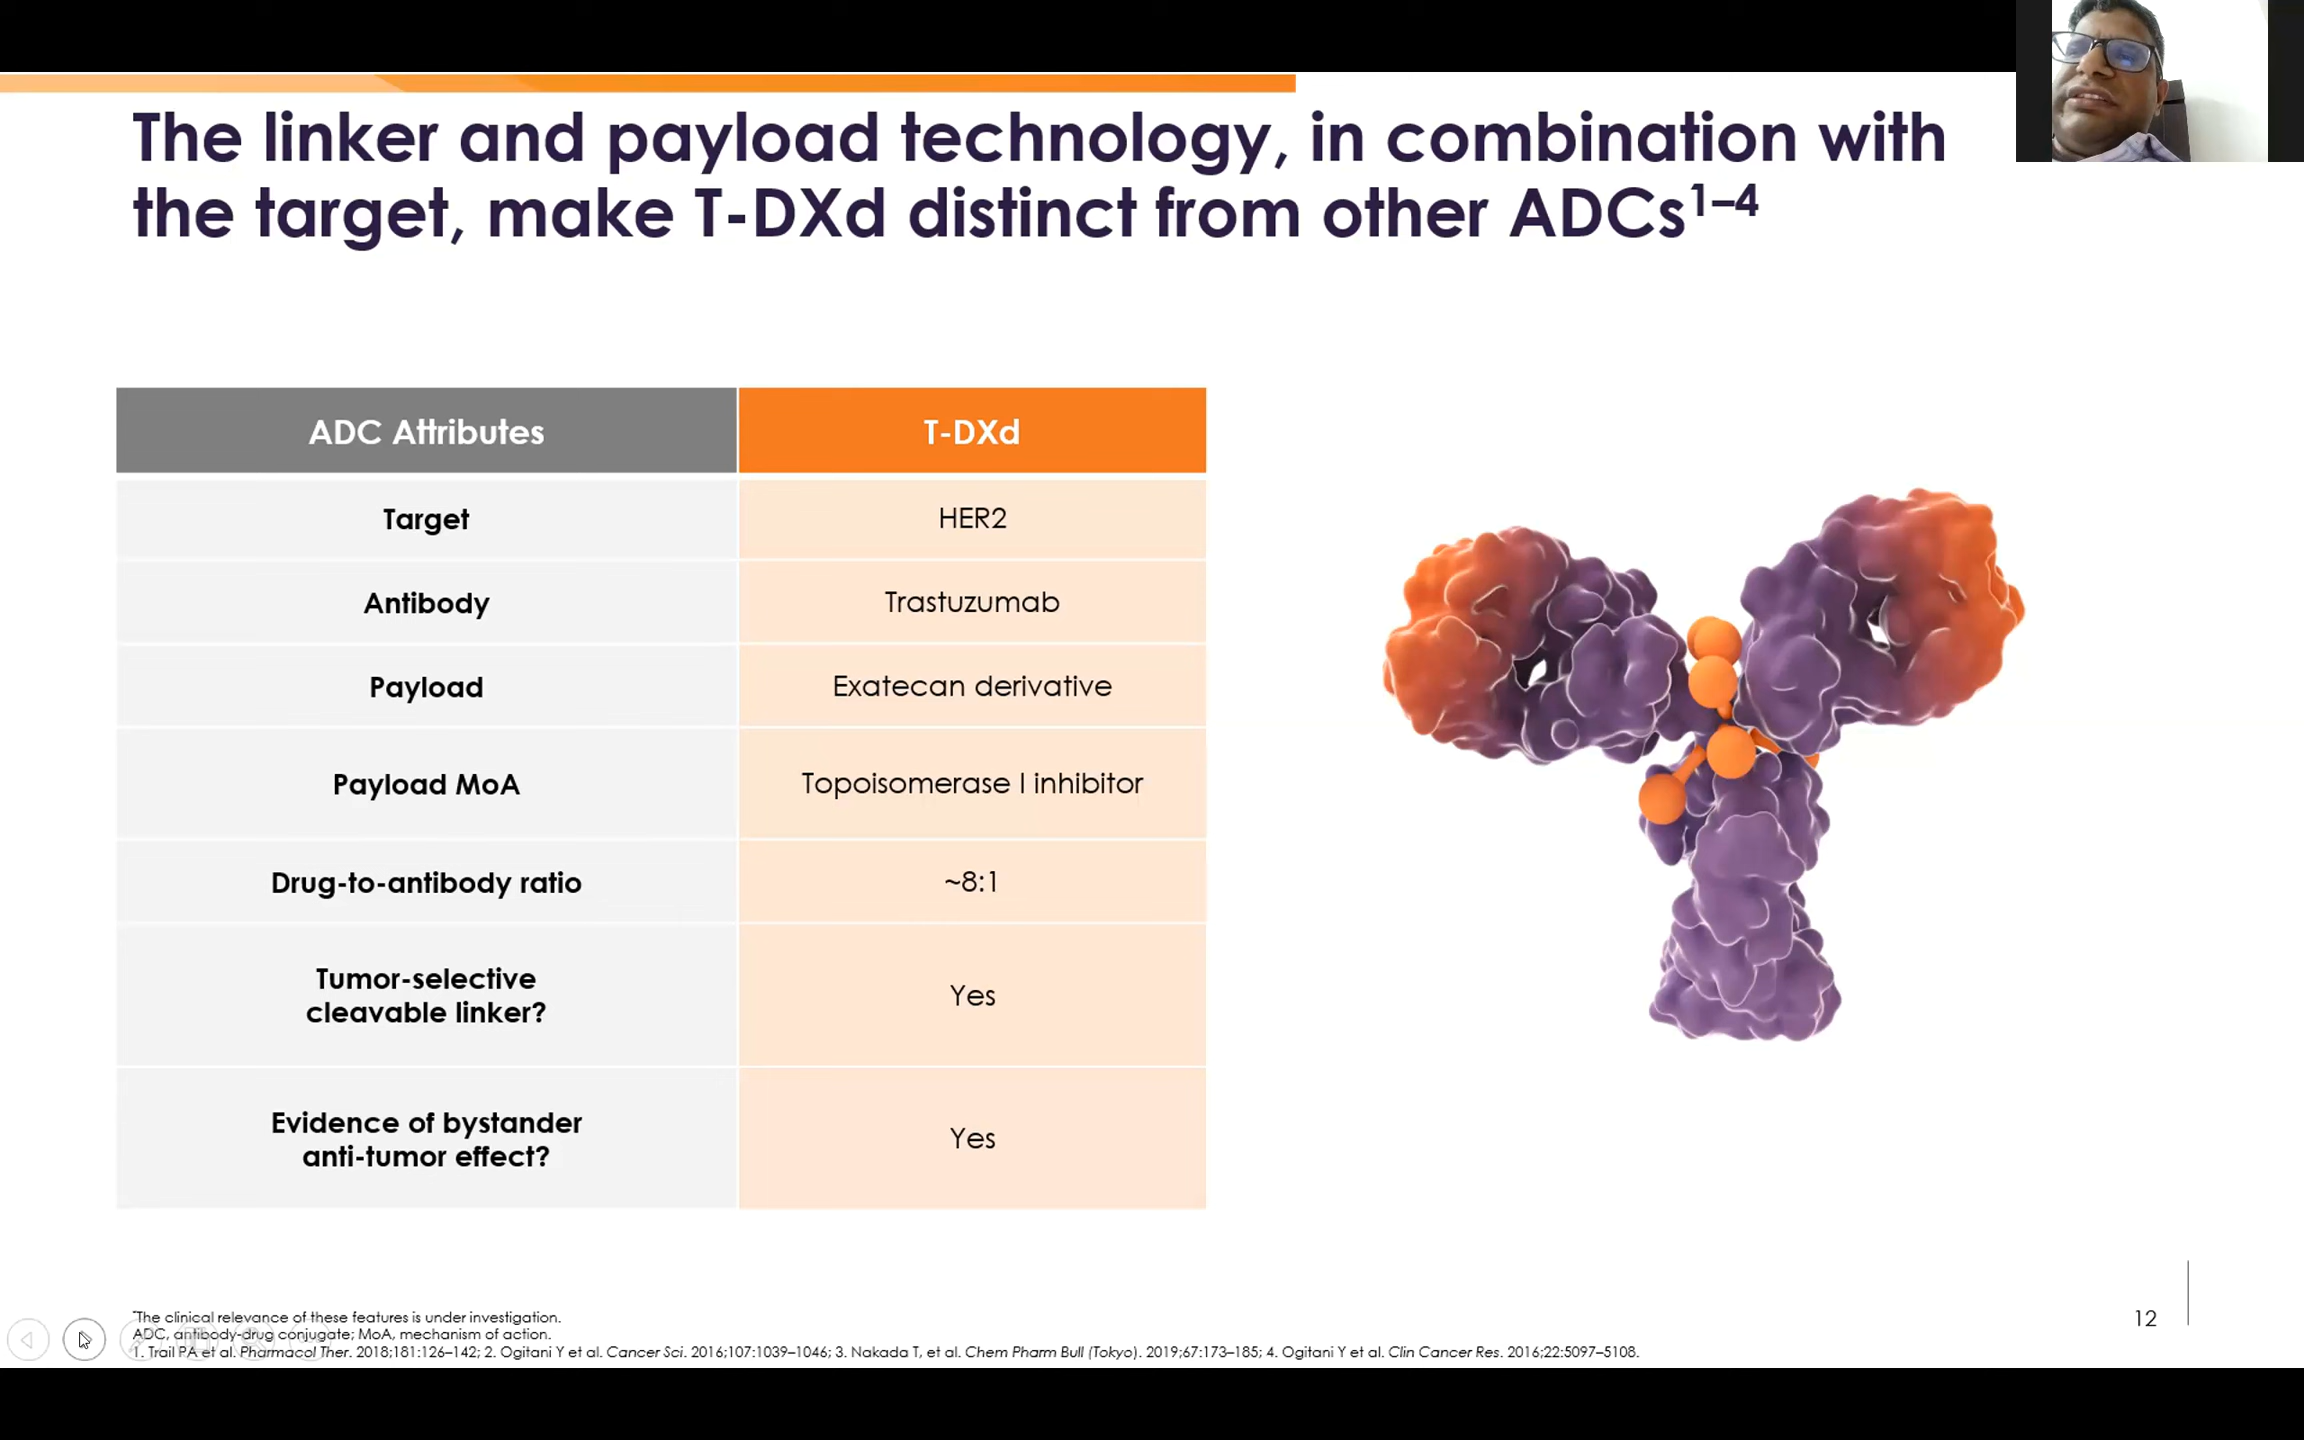 The linker and payload technology, in combination with
the target, make T-DXd distinct from other ADCs1–4
ADC Attributes T-DXd
Target HER2
Antibody Trastuzumab
Payload Exatecan derivative
Payload MoA Topoisomerase I inhibitor
Drug-to-antibody ratio ~8:1
Tumor-selective
cleavable linker?
Yes
Evidence of bystander
anti-tumor effect?
Yes
*The clinical relevance of these features is under investigation.
ADC, antibody-drug conjugate; MoA, mechanism of action.
1. Trail PA et al. Pharmacol Ther. 2018;181:126–142; 2. Ogitani Y et al. Cancer Sci. 2016;107:1039–1046; 3. Nakada T, et al. Chem Pharm Bull (Tokyo). 2019;67:173–185; 4. Ogitani Y et al. Clin Cancer Res. 2016;22:5097–5108.
12